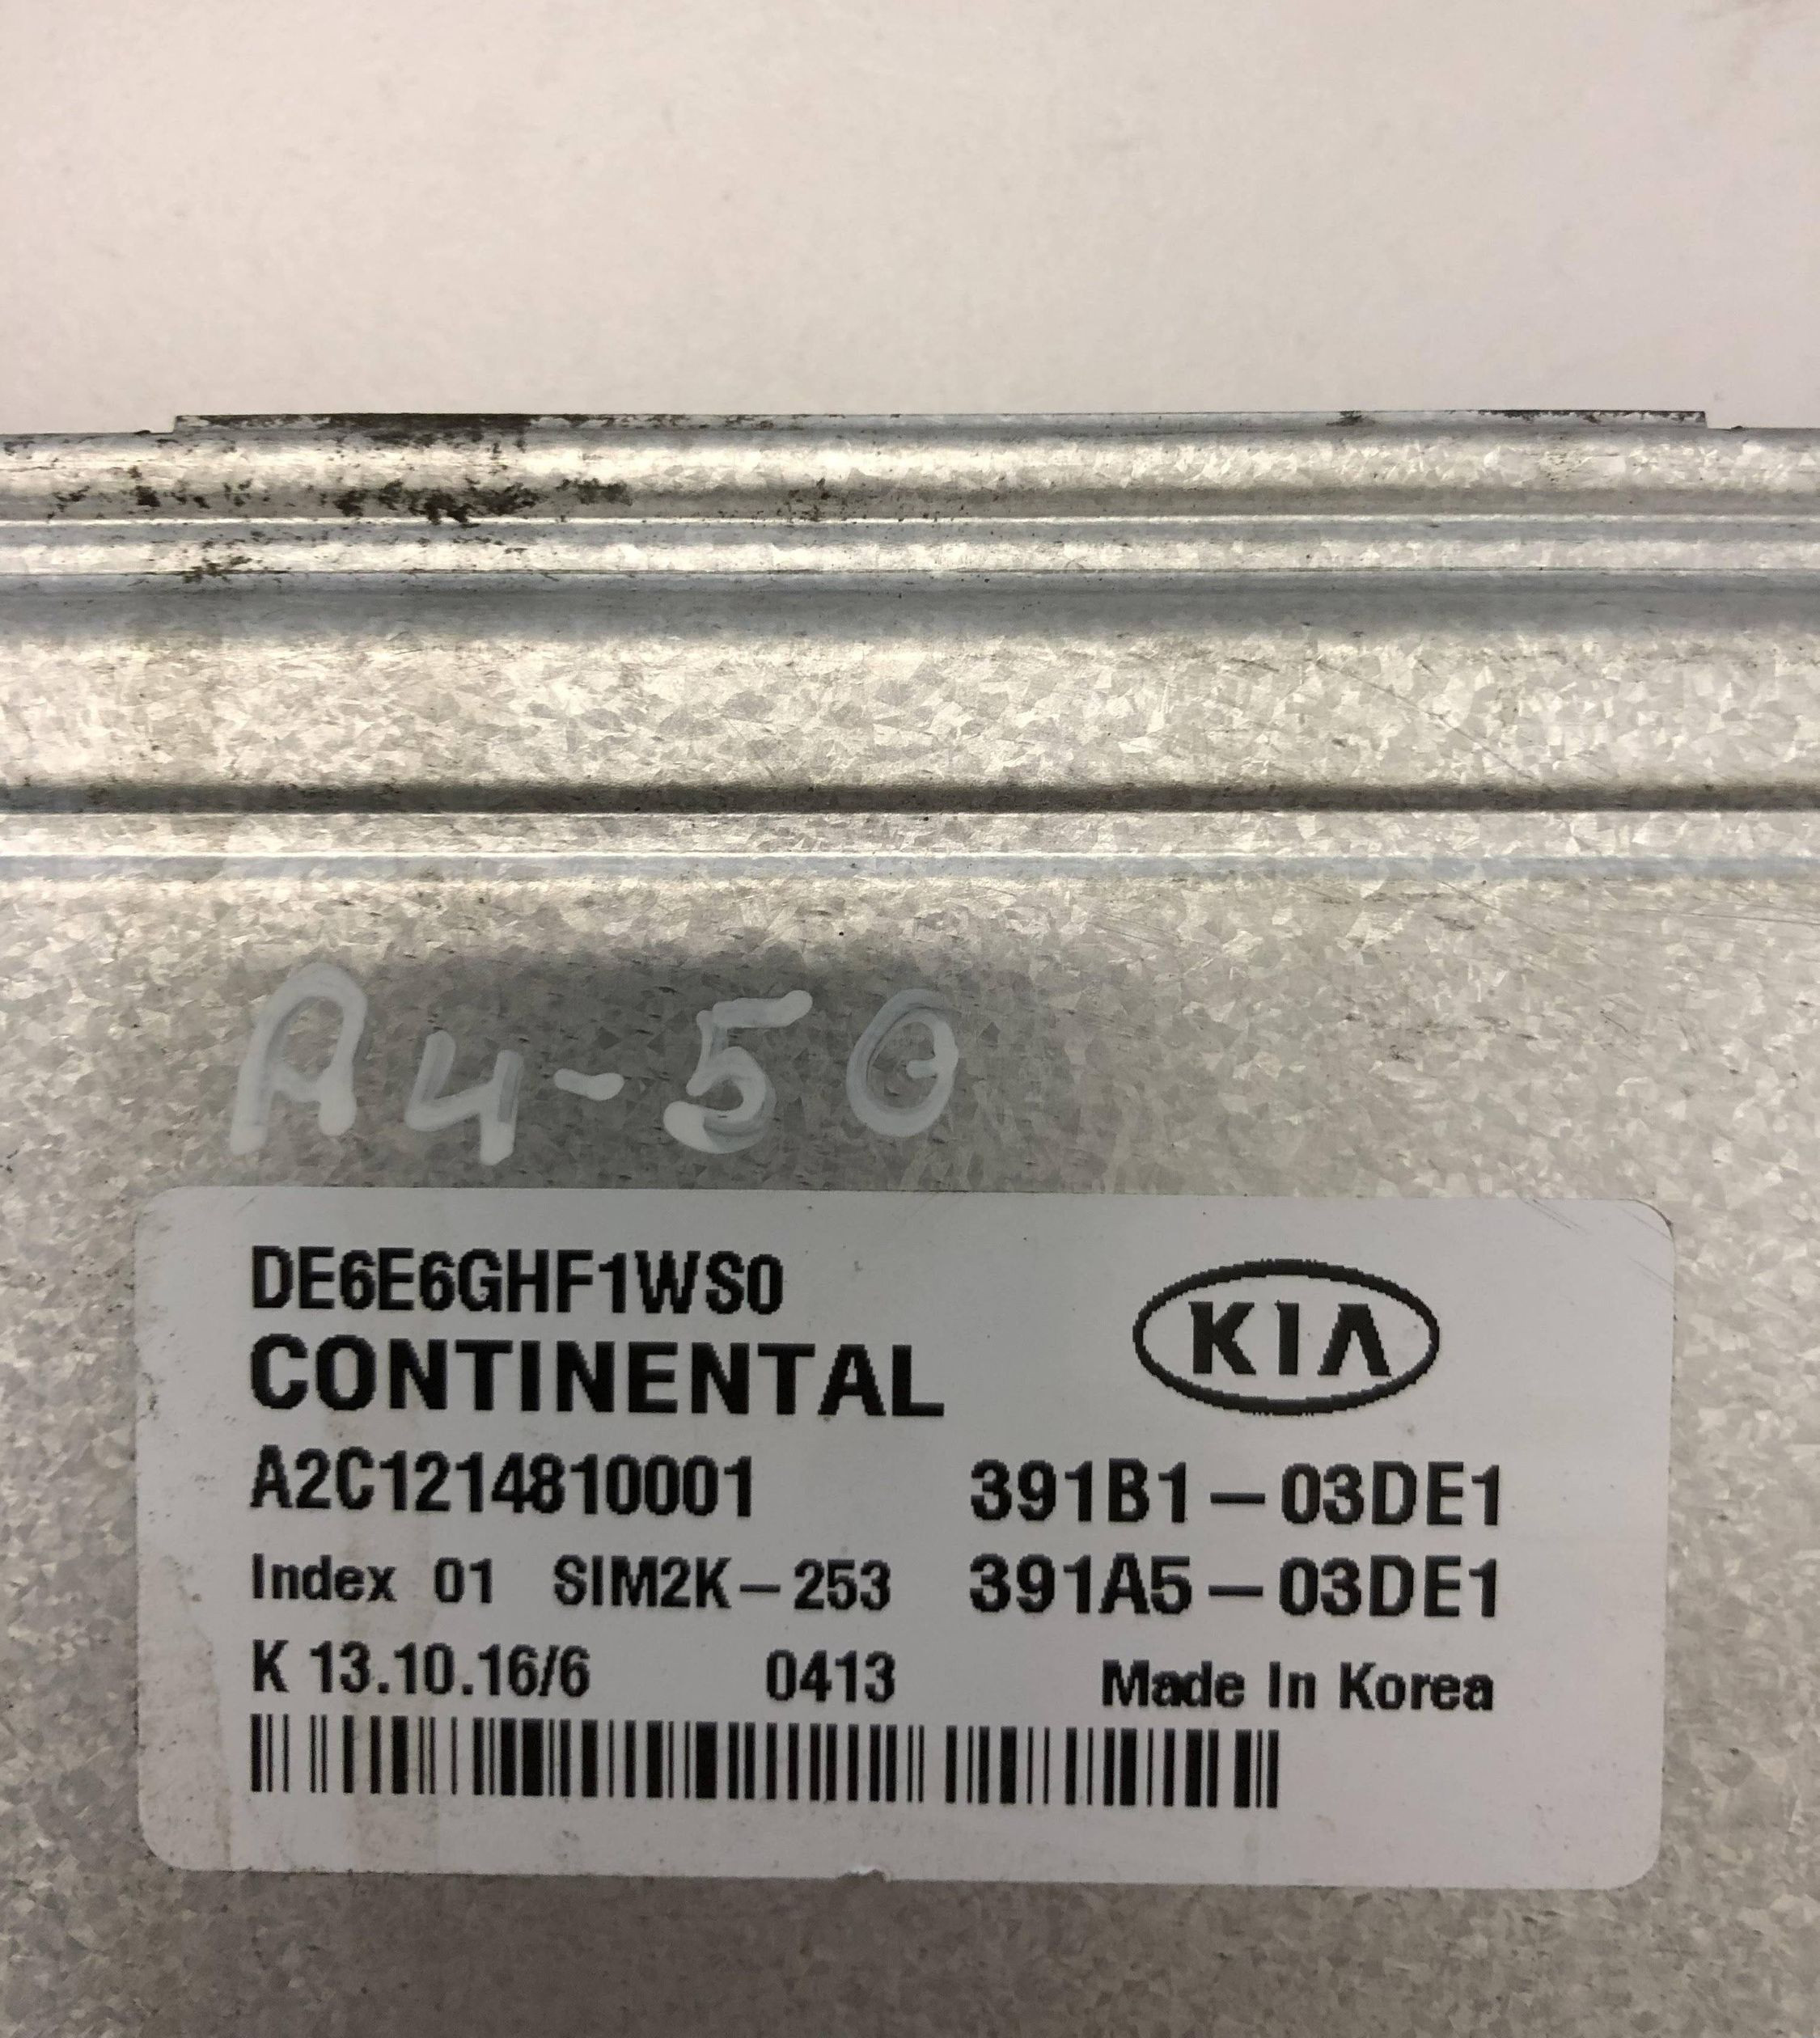 A4-50
DE6E6GHF1WS0
CONTINENTAL
KIA
A2C1214810001 391B1-03DE1
Index 01 SIM2K-253 391A5-03DE1
K 13.10.16/6 0413 Made In Korea